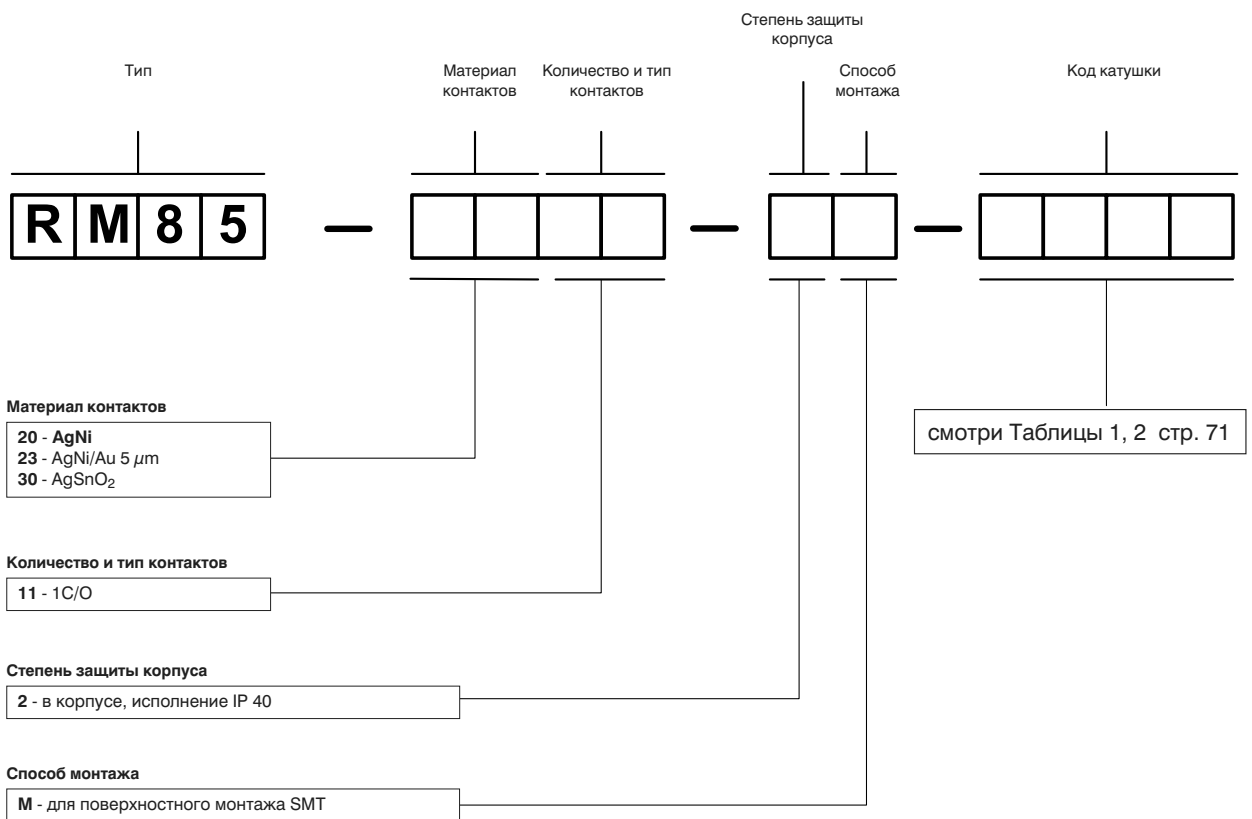 Степень защиты
корпуса
Тип
Материал
контактов
Количество и тип
контактов
Способ
монтажа
Код катушки
RM85 — —  —
Материал контактов
20 - AgNi
23 - AgNi/Au 5 µm
30 - AgSnO₂
смотри Таблицы 1, 2 стр. 71
Количество и тип контактов
11 - 1C/O
Степень защиты корпуса
2 - в корпусе, исполнение IP 40
Способ монтажа
M - для поверхностного монтажа SMT